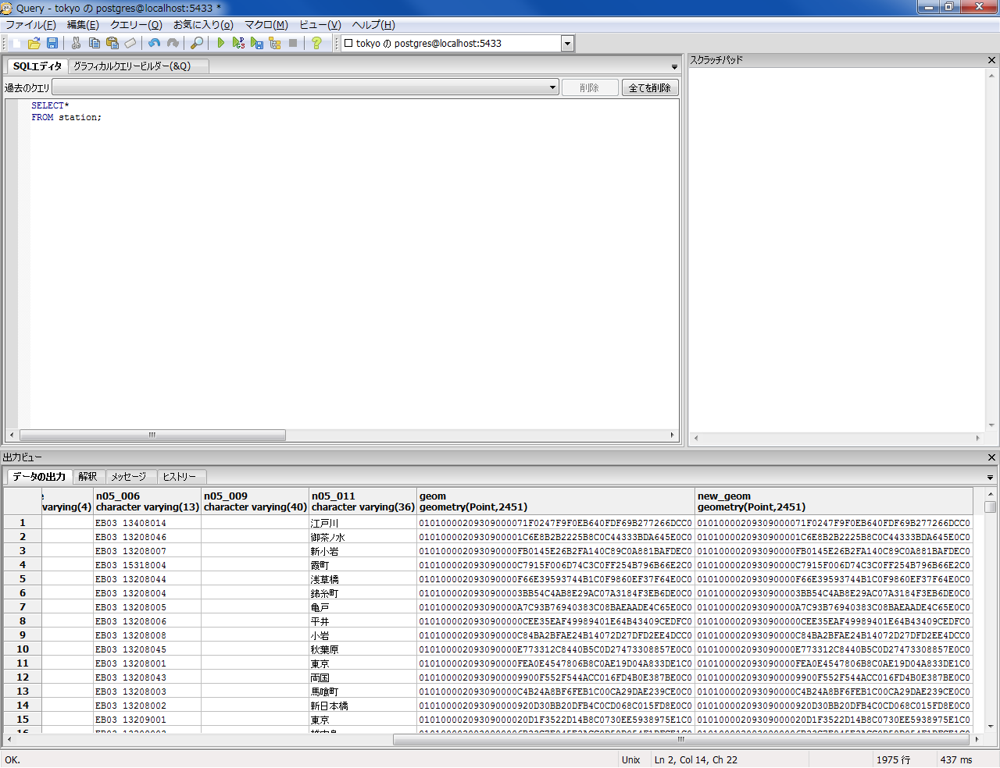 Query - tokyo の postgres@localhost:5433 *
ファイル(F) 編集(E) クエリー(Q) お気に入り(o) マクロ(M) ビュー(V) ヘルプ(H)
tokyo の postgres@localhost:5433
SQLエディタ グラフィカルクエリービルダー(&Q)
過去のクエリ 削除 全てを削除
SELECT*
FROM station;
スクラッチパッド
出力ビュー
データの出力 解釈 メッセージ ヒストリー
n05_006 n05_009 n05_011 geom new_geom
varying(4) character varying(13) character varying(40) character varying(36) geometry(Point,2451) geometry(Point,2451)
1 EB03 13408014 江戸川 0101000020930900007​1F0247F9F0EB640FDF69B277266DCC0 01010000209309000071F0247F9F0EB640FDF69B277266DCC0
2 EB03 13208046 御茶ノ水 0101000020930900001C6E8B2B2225B8C0C44333BDA645E0C0 0101000020930900001C6E8B2B2225B8C0C44333BDA645E0C0
3 EB03 13208007 新小岩 010100002093090000FB0145E26B2FA140C89C0A881BAFDEC0 010100002093090000FB0145E26B2FA140C89C0A881BAFDEC0
4 EB03 15318004 霞町 010100002093090000C7915F006D74C3C0FF254B796B66E2C0 010100002093090000C7915F006D74C3C0FF254B796B66E2C0
5 EB03 13208044 浅草橋 010100002093090000F66E39593744B1C0F9860EF37F64E0C0 010100002093090000F66E39593744B1C0F9860EF37F64E0C0
6 EB03 13208004 錦糸町 0101000020930900003BB54C4AB8E29AC07A3184F3EB6DE0C0 0101000020930900003BB54C4AB8E29AC07A3184F3EB6DE0C0
7 EB03 13208005 亀戸 010100002093090000A7C93B76940383C08BAEAADE4C65E0C0 010100002093090000A7C93B76940383C08BAEAADE4C65E0C0
8 EB03 13208006 平井 0101000020930900000CEE35EAF49989401E64B43409CEDFC0 0101000020930900000CEE35EAF49989401E64B43409CEDFC0
9 EB03 13208008 小岩 010100002093090000C84BA2BFAE24B14072D27DFD2EE4DCC0 010100002093090000C84BA2BFAE24B14072D27DFD2EE4DCC0
10 EB03 13208045 秋葉原 010100002093090000E773312C8440B5C0D27473308857E0C0 010100002093090000E773312C8440B5C0D27473308857E0C0
11 EB03 13208001 東京 010100002093090000FEA0E4547806B8C0AE19D04A833DE1C0 010100002093090000FEA0E4547806B8C0AE19D04A833DE1C0
12 EB03 13208043 両国 0101000020930900009900F552F544ACC016FD4B0E387BE0C0 0101000020930900009900F552F544ACC016FD4B0E387BE0C0
13 EB03 13208003 馬喰町 010100002093090000C4B24A8BF6FEB1C00CA29DAE239CE0C0 010100002093090000C4B24A8BF6FEB1C00CA29DAE239CE0C0
14 EB03 13208002 新日本橋 010100002093090000920D30BB20DFB4C0CD068C015FD8E0C0 010100002093090000920D30BB20DFB4C0CD068C015FD8E0C0
15 EB03 13209001 東京 01010000209309000020D1F3522D14B8C0730EE5938975E1C0 01010000209309000020D1F3522D14B8C0730EE5938975E1C0
OK. Unix Ln 2, Col 14, Ch 22 1975 行 437 ms